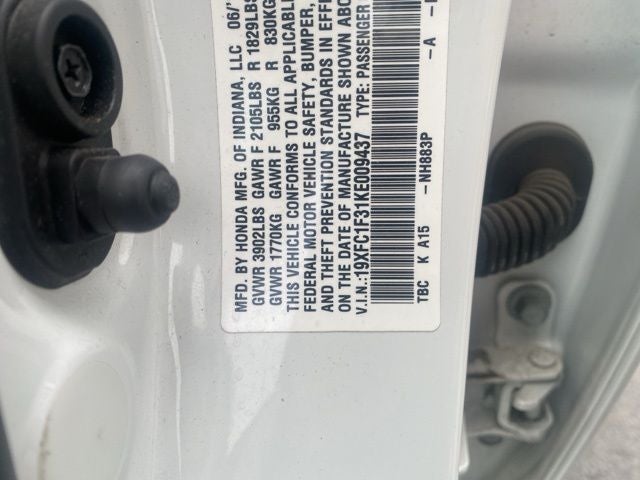 MFD. BY HONDA MFG. OF INDIANA, LLC 06/
GVWR 3902LBS GAWR F 2105LBS R 1829LBS
GVWR 1770KG GAWR F 955KG R 830KG
THIS VEHICLE CONFORMS TO ALL APPLICABLE
FEDERAL MOTOR VEHICLE SAFETY, BUMPER,
AND THEFT PREVENTION STANDARDS IN EFFE
ON THE DATE OF MANUFACTURE SHOWN ABO
V.I.N.:19XFC1F31KE009437 TYPE: PASSENGER
-NH883P -A
TBC K A15 K -A